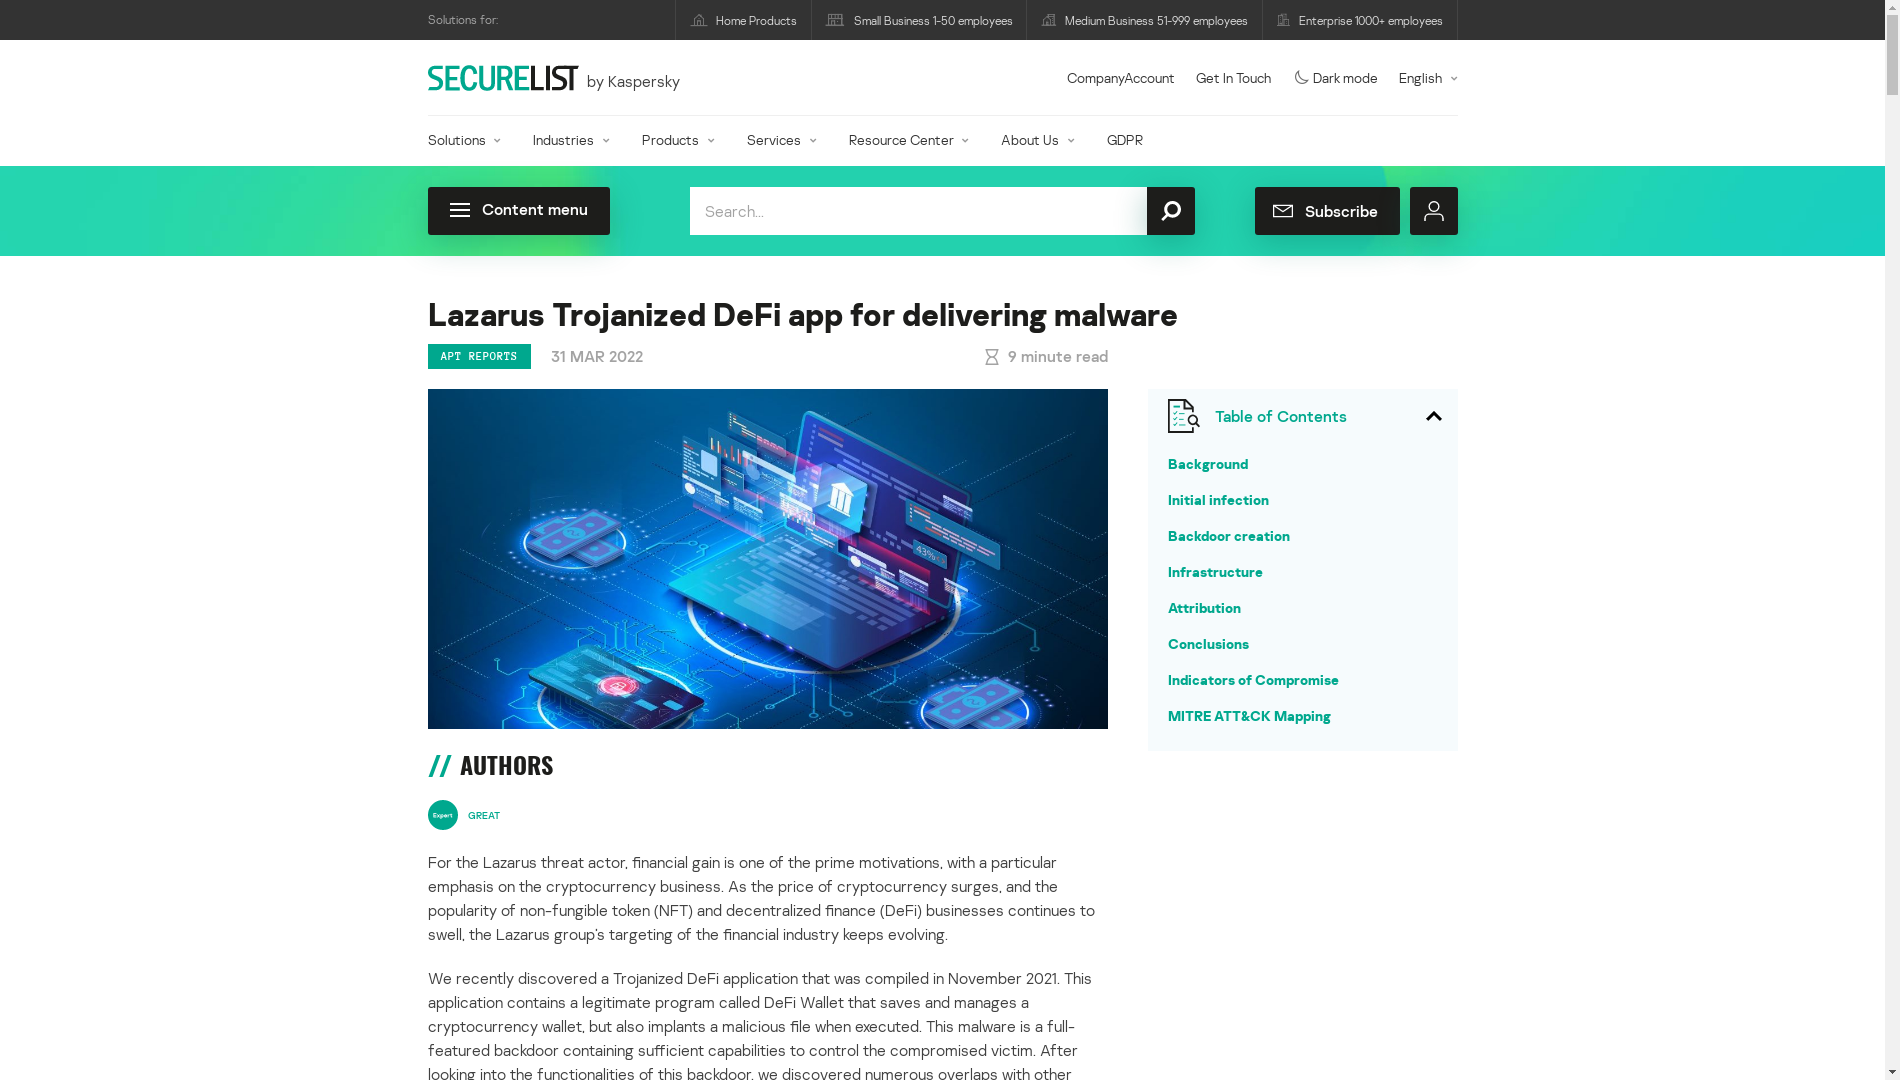 Solutions for:
Home Products
Small Business 1-50 employees
Medium Business 51-999 employees
Enterprise 1000+ employees
SECURELIST by Kaspersky
CompanyAccount
Get In Touch
Dark mode
English
Solutions
Industries
Products
Services
Resource Center
About Us
GDPR
Content menu
Search...
Subscribe
Lazarus Trojanized DeFi app for delivering malware
APT REPORTS
31 MAR 2022
9 minute read
43%
Table of Contents
Background
Initial infection
Backdoor creation
Infrastructure
Attribution
Conclusions
Indicators of Compromise
MITRE ATT&CK Mapping
// AUTHORS
Expert
GREAT
For the Lazarus threat actor, financial gain is one of the prime motivations, with a particular
emphasis on the cryptocurrency business. As the price of cryptocurrency surges, and the
popularity of non-fungible token (NFT) and decentralized finance (DeFi) businesses continues to
swell, the Lazarus group's targeting of the financial industry keeps evolving.
We recently discovered a Trojanized DeFi application that was compiled in November 2021. This
application contains a legitimate program called DeFi Wallet that saves and manages a
cryptocurrency wallet, but also implants a malicious file when executed. This malware is a full-
featured backdoor containing sufficient capabilities to control the compromised victim. After
looking into the functionalities of this backdoor, we discovered numerous overlaps with other